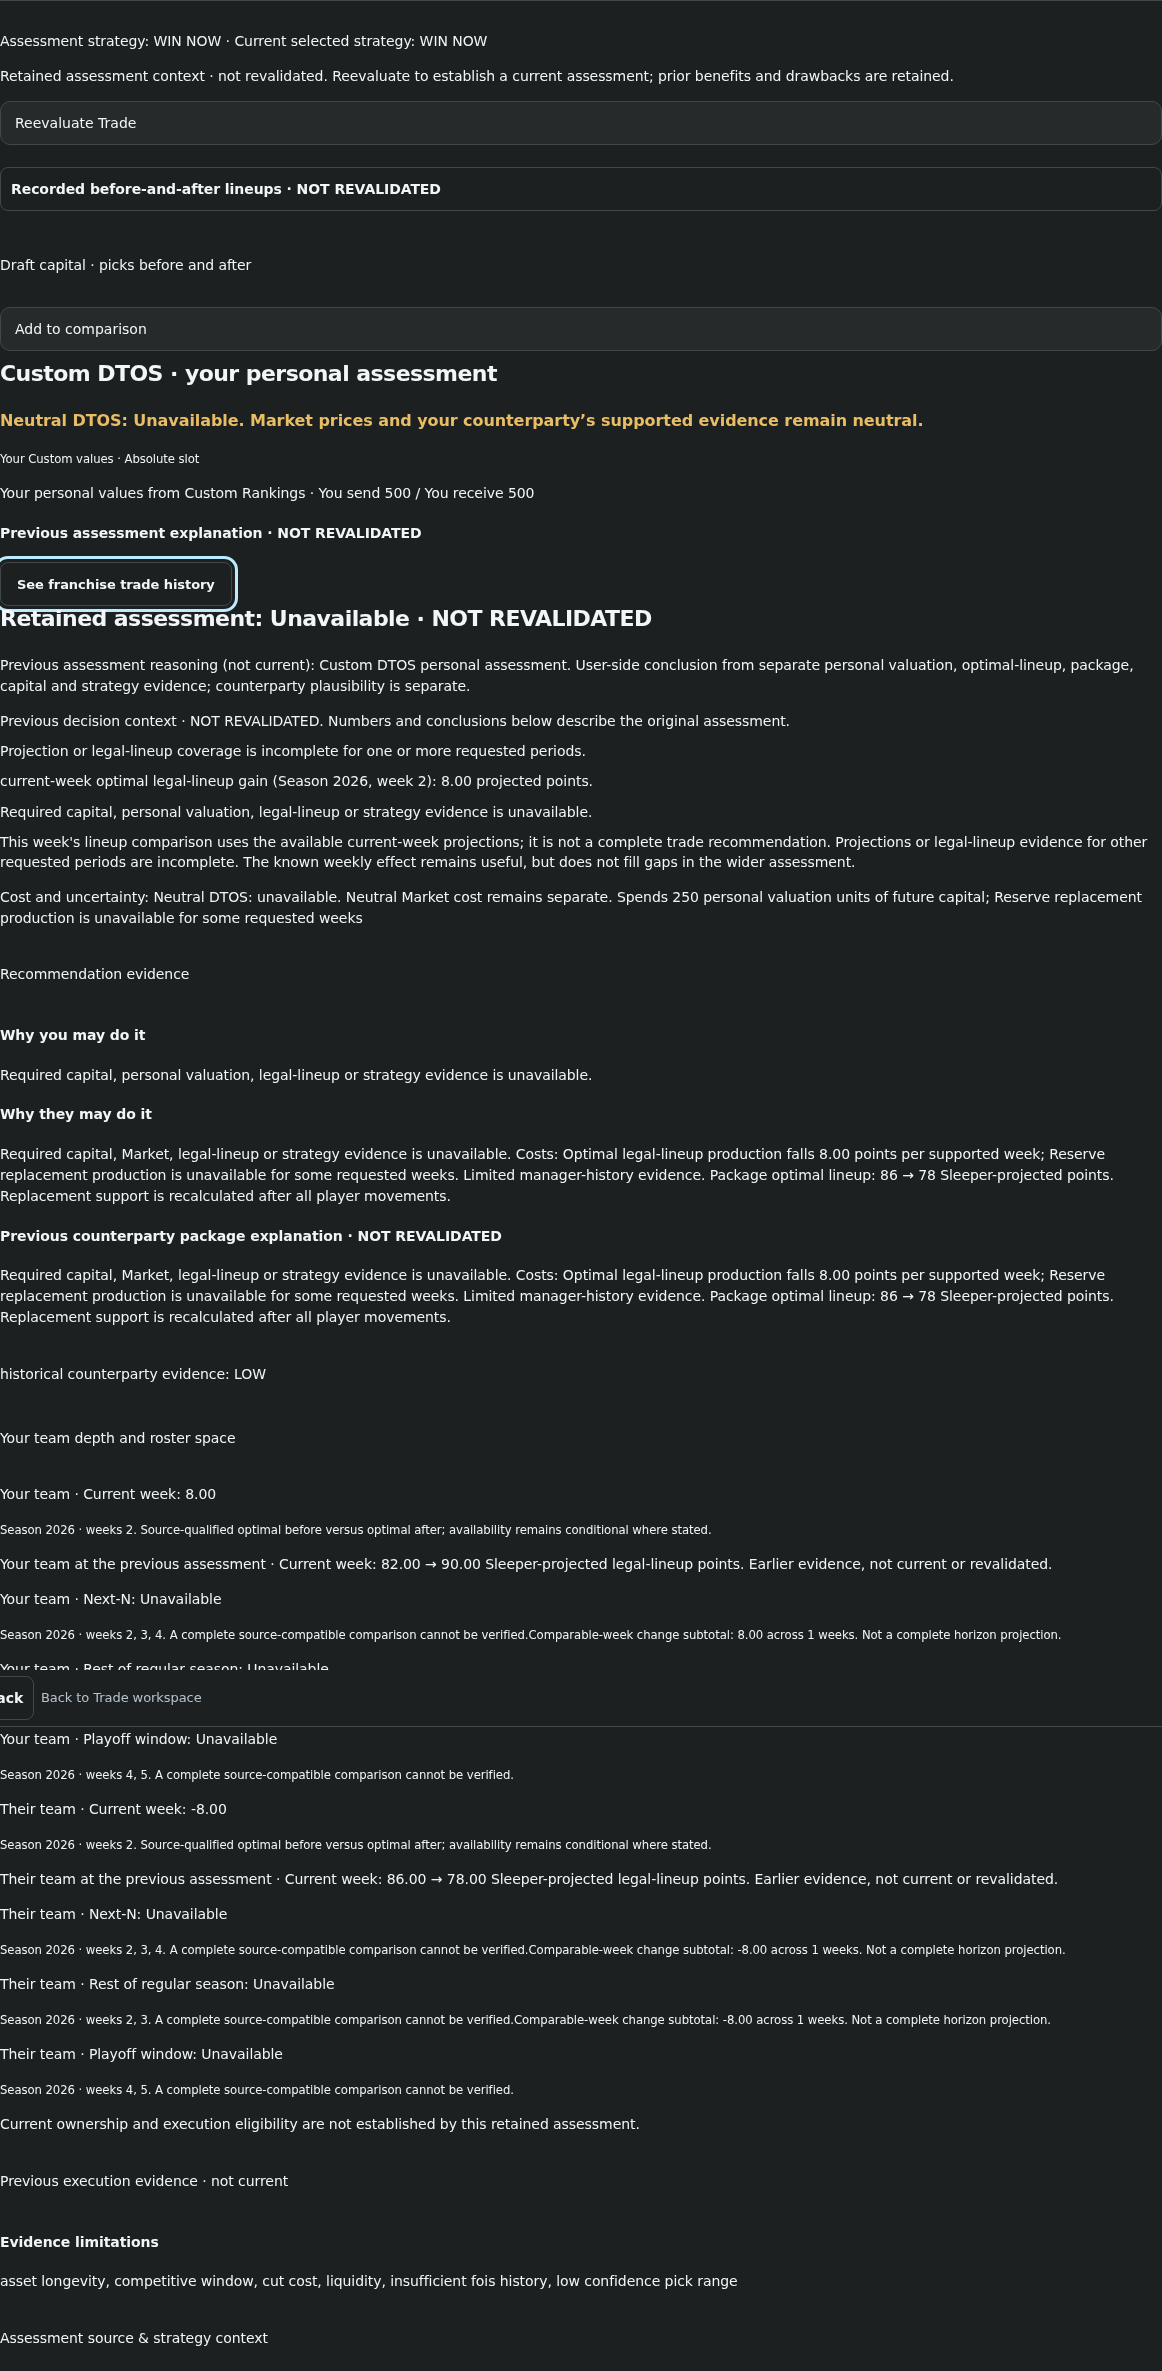 Assessment strategy: WIN NOW · Current selected strategy: WIN NOW
Retained assessment context · not revalidated. Reevaluate to establish a current assessment; prior benefits and drawbacks are retained.
Reevaluate Trade
Recorded before-and-after lineups · NOT REVALIDATED
Draft capital · picks before and after
Add to comparison
Custom DTOS · your personal assessment
Neutral DTOS: Unavailable. Market prices and your counterparty’s supported evidence remain neutral.
Your Custom values · Absolute slot
Your personal values from Custom Rankings · You send 500 / You receive 500
Previous assessment explanation · NOT REVALIDATED
See franchise trade history
Retained assessment: Unavailable · NOT REVALIDATED
Previous assessment reasoning (not current): Custom DTOS personal assessment. User-side conclusion from separate personal valuation, optimal-lineup, package,
capital and strategy evidence; counterparty plausibility is separate.
Previous decision context · NOT REVALIDATED. Numbers and conclusions below describe the original assessment.
Projection or legal-lineup coverage is incomplete for one or more requested periods.
current-week optimal legal-lineup gain (Season 2026, week 2): 8.00 projected points.
Required capital, personal valuation, legal-lineup or strategy evidence is unavailable.
This week's lineup comparison uses the available current-week projections; it is not a complete trade recommendation. Projections or legal-lineup evidence for other
requested periods are incomplete. The known weekly effect remains useful, but does not fill gaps in the wider assessment.
Cost and uncertainty: Neutral DTOS: unavailable. Neutral Market cost remains separate. Spends 250 personal valuation units of future capital; Reserve replacement
production is unavailable for some requested weeks
Recommendation evidence
Why you may do it
Required capital, personal valuation, legal-lineup or strategy evidence is unavailable.
Why they may do it
Required capital, Market, legal-lineup or strategy evidence is unavailable. Costs: Optimal legal-lineup production falls 8.00 points per supported week; Reserve
replacement production is unavailable for some requested weeks. Limited manager-history evidence. Package optimal lineup: 86 → 78 Sleeper-projected points.
Replacement support is recalculated after all player movements.
Previous counterparty package explanation · NOT REVALIDATED
Required capital, Market, legal-lineup or strategy evidence is unavailable. Costs: Optimal legal-lineup production falls 8.00 points per supported week; Reserve
replacement production is unavailable for some requested weeks. Limited manager-history evidence. Package optimal lineup: 86 → 78 Sleeper-projected points.
Replacement support is recalculated after all player movements.
historical counterparty evidence: LOW
Your team depth and roster space
Your team · Current week: 8.00
Season 2026 · weeks 2. Source-qualified optimal before versus optimal after; availability remains conditional where stated.
Your team at the previous assessment · Current week: 82.00 → 90.00 Sleeper-projected legal-lineup points. Earlier evidence, not current or revalidated.
Your team · Next-N: Unavailable
Season 2026 · weeks 2, 3, 4. A complete source-compatible comparison cannot be verified.Comparable-week change subtotal: 8.00 across 1 weeks. Not a complete horizon projection.
Your team · Rest of regular season: Unavailable
ack Back to Trade workspace
Your team · Playoff window: Unavailable
Season 2026 · weeks 4, 5. A complete source-compatible comparison cannot be verified.
Their team · Current week: -8.00
Season 2026 · weeks 2. Source-qualified optimal before versus optimal after; availability remains conditional where stated.
Their team at the previous assessment · Current week: 86.00 → 78.00 Sleeper-projected legal-lineup points. Earlier evidence, not current or revalidated.
Their team · Next-N: Unavailable
Season 2026 · weeks 2, 3, 4. A complete source-compatible comparison cannot be verified.Comparable-week change subtotal: -8.00 across 1 weeks. Not a complete horizon projection.
Their team · Rest of regular season: Unavailable
Season 2026 · weeks 2, 3. A complete source-compatible comparison cannot be verified.Comparable-week change subtotal: -8.00 across 1 weeks. Not a complete horizon projection.
Their team · Playoff window: Unavailable
Season 2026 · weeks 4, 5. A complete source-compatible comparison cannot be verified.
Current ownership and execution eligibility are not established by this retained assessment.
Previous execution evidence · not current
Evidence limitations
asset longevity, competitive window, cut cost, liquidity, insufficient fois history, low confidence pick range
Assessment source & strategy context